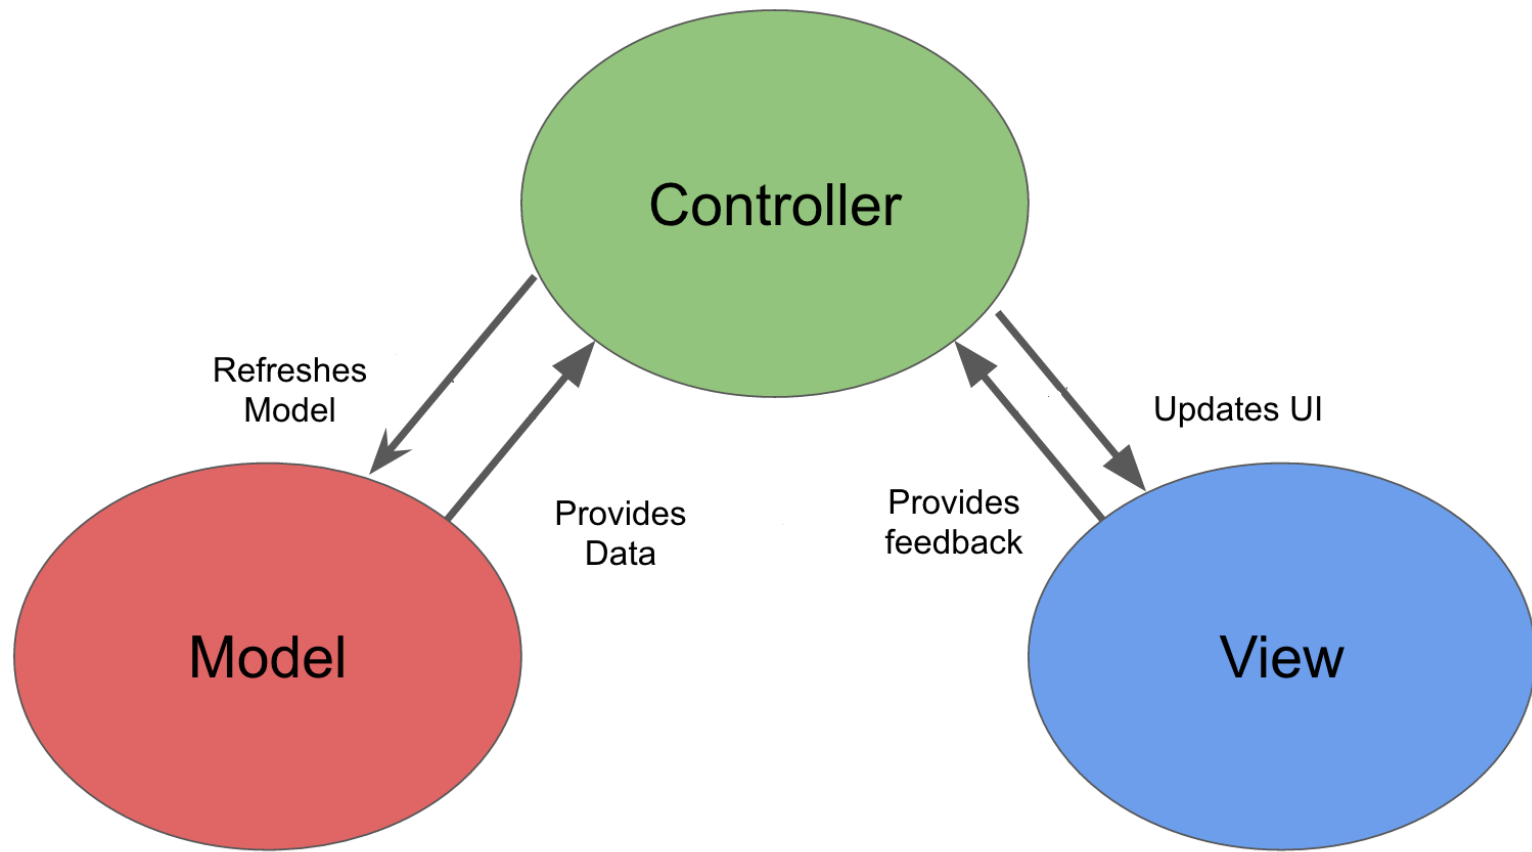 Controller
Refreshes
Model
Updates UI
Provides
Data
Provides
feedback
Model
View